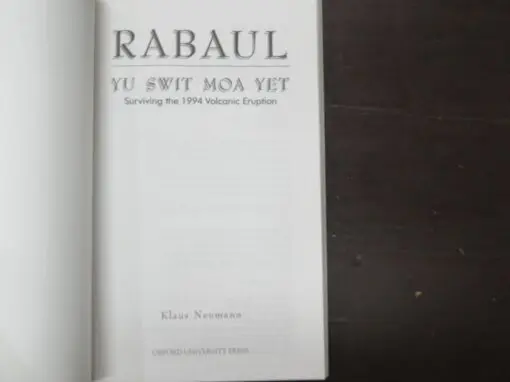 RABAUL
YU SWIT MOA YET
Surviving the 1994 Volcanic Eruption
Klaus Neumann
OXFORD UNIVERSITY PRESS